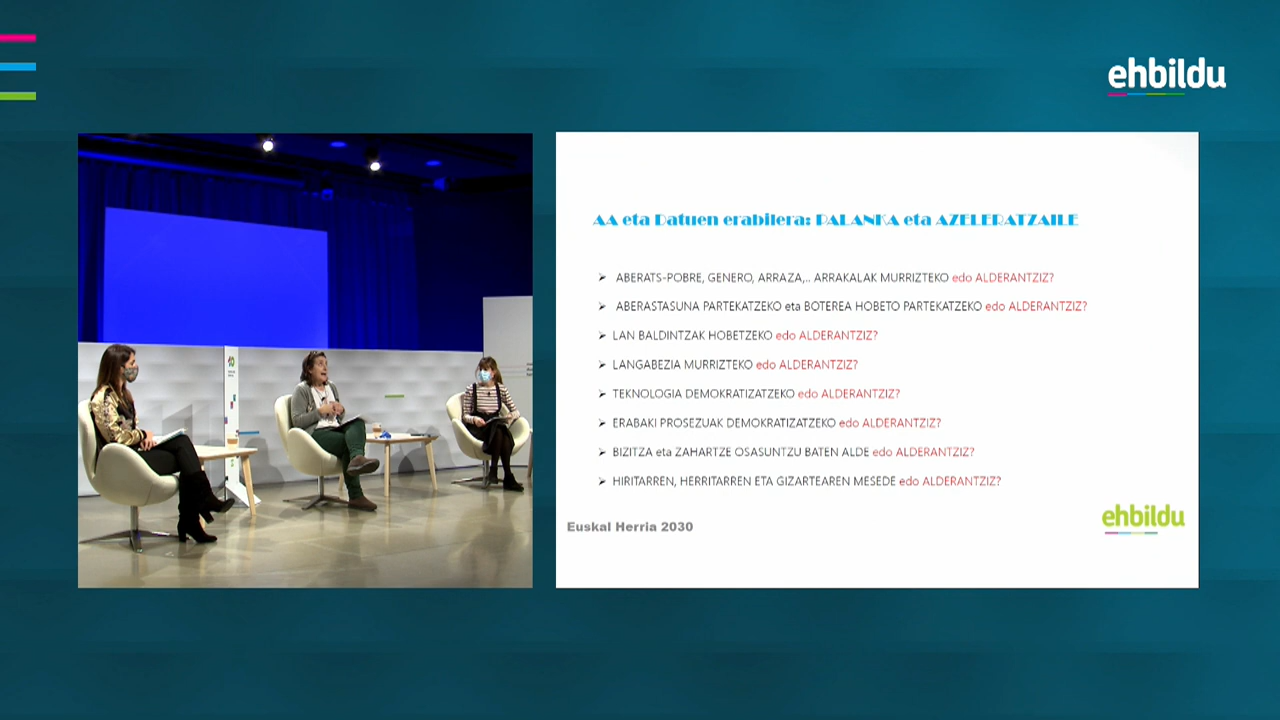 ehbildu
AA eta Datuen erabilera: PALANKA eta AZELERATZAILE
➢ ABERATS-POBRE, GENERO, ARRAZA,.. ARRAKALAK MURRIZTEKO edo ALDERANTZIZ?
➢ ABERASTASUNA PARTEKATZEKO eta BOTEREA HOBETO PARTEKATZEKO edo ALDERANTZIZ?
➢ LAN BALDINTZAK HOBETZEKO edo ALDERANTZIZ?
➢ LANGABEZIA MURRIZTEKO edo ALDERANTZIZ?
➢ TEKNOLOGIA DEMOKRATIZATZEKO edo ALDERANTZIZ?
➢ ERABAKI PROSEZUAK DEMOKRATIZATZEKO edo ALDERANTZIZ?
➢ BIZITZA eta ZAHARTZE OSASUNTZU BATEN ALDE edo ALDERANTZIZ?
➢ HIRITARREN, HERRITARREN ETA GIZARTEAREN MESEDE edo ALDERANTZIZ?
ehbildu
Euskal Herria 2030